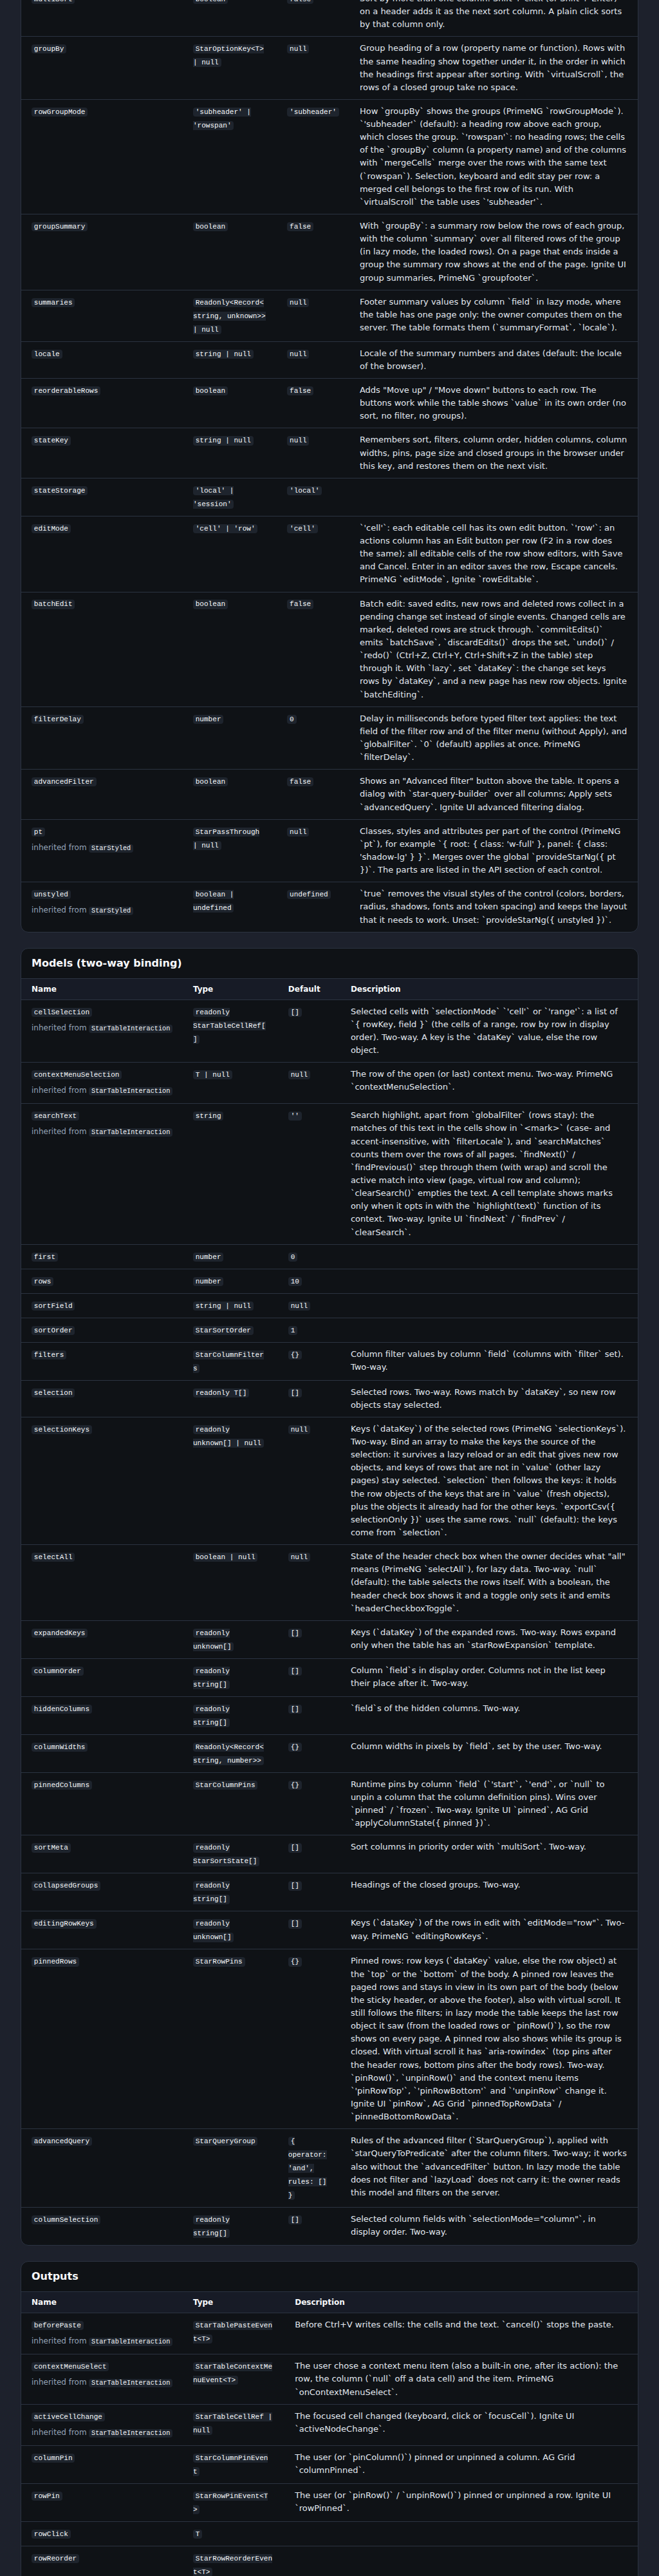 on a header adds it as the next sort column. A plain click sorts
by that column only.
groupBy StarOptionKey<T> | null null Group heading of a row (property name or function). Rows with
the same heading show together under it, in the order in which
the headings first appear after sorting. With `virtualScroll`, the
rows of a closed group take no space.
rowGroupMode 'subheader' | 'rowspan' 'subheader' How `groupBy` shows the groups (PrimeNG `rowGroupMode`).
`'subheader'` (default): a heading row above each group,
which closes the group. `'rowspan'`: no heading rows; the cells
of the `groupBy` column (a property name) and of the columns
with `mergeCells` merge over the rows with the same text
(`rowspan`). Selection, keyboard and edit stay per row: a
merged cell belongs to the first row of its run. With
`virtualScroll` the table uses `'subheader'`.
groupSummary boolean false With `groupBy`: a summary row below the rows of each group,
with the column `summary` over all filtered rows of the group
(in lazy mode, the loaded rows). On a page that ends inside a
group the summary row shows at the end of the page. Ignite UI
group summaries, PrimeNG `groupfooter`.
summaries Readonly<Record<string, unknown>> | null null Footer summary values by column `field` in lazy mode, where
the table has one page only: the owner computes them on the
server. The table formats them (`summaryFormat`, `locale`).
locale string | null null Locale of the summary numbers and dates (default: the locale
of the browser).
reorderableRows boolean false Adds "Move up" / "Move down" buttons to each row. The
buttons work while the table shows `value` in its own order (no
sort, no filter, no groups).
stateKey string | null null Remembers sort, filters, column order, hidden columns, column
widths, pins, page size and closed groups in the browser under
this key, and restores them on the next visit.
stateStorage 'local' | 'session' 'local'
editMode 'cell' | 'row' 'cell' `'cell'`: each editable cell has its own edit button. `'row'`: an
actions column has an Edit button per row (F2 in a row does
the same); all editable cells of the row show editors, with Save
and Cancel. Enter in an editor saves the row, Escape cancels.
PrimeNG `editMode`, Ignite `rowEditable`.
batchEdit boolean false Batch edit: saved edits, new rows and deleted rows collect in a
pending change set instead of single events. Changed cells are
marked, deleted rows are struck through. `commitEdits()`
emits `batchSave`, `discardEdits()` drops the set, `undo()` /
`redo()` (Ctrl+Z, Ctrl+Y, Ctrl+Shift+Z in the table) step
through it. With `lazy`, set `dataKey`: the change set keys
rows by `dataKey`, and a new page has new row objects. Ignite
`batchEditing`.
filterDelay number 0 Delay in milliseconds before typed filter text applies: the text
field of the filter row and of the filter menu (without Apply), and
`globalFilter`. `0` (default) applies at once. PrimeNG
`filterDelay`.
advancedFilter boolean false Shows an "Advanced filter" button above the table. It opens a
dialog with `star-query-builder` over all columns; Apply sets
`advancedQuery`. Ignite UI advanced filtering dialog.
pt StarPassThrough | null null Classes, styles and attributes per part of the control (PrimeNG
inherited from StarStyled `pt`), for example `{ root: { class: 'w-full' }, panel: { class:
'shadow-lg' } }`. Merges over the global `provideStarNg({ pt
})`. The parts are listed in the API section of each control.
unstyled boolean | undefined undefined `true` removes the visual styles of the control (colors, borders,
inherited from StarStyled radius, shadows, fonts and token spacing) and keeps the layout
that it needs to work. Unset: `provideStarNg({ unstyled })`.
Models (two-way binding)
Name Type Default Description
cellSelection readonly StarTableCellRef[] [] Selected cells with `selectionMode` `'cell'` or `'range'`: a list of
inherited from StarTableInteraction `{ rowKey, field }` (the cells of a range, row by row in display
order). Two-way. A key is the `dataKey` value, else the row
object.
contextMenuSelection T | null null The row of the open (or last) context menu. Two-way. PrimeNG
inherited from StarTableInteraction `contextMenuSelection`.
searchText string '' Search highlight, apart from `globalFilter` (rows stay): the
inherited from StarTableInteraction matches of this text in the cells show in `<mark>` (case- and
accent-insensitive, with `filterLocale`), and `searchMatches`
counts them over the rows of all pages. `findNext()` /
`findPrevious()` step through them (with wrap) and scroll the
active match into view (page, virtual row and column);
`clearSearch()` empties the text. A cell template shows marks
only when it opts in with the `highlight(text)` function of its
context. Two-way. Ignite UI `findNext` / `findPrev` /
`clearSearch`.
first number 0
rows number 10
sortField string | null null
sortOrder StarSortOrder 1
filters StarColumnFilters {} Column filter values by column `field` (columns with `filter` set).
Two-way.
selection readonly T[] [] Selected rows. Two-way. Rows match by `dataKey`, so new row
objects stay selected.
selectionKeys readonly unknown[] | null null Keys (`dataKey`) of the selected rows (PrimeNG `selectionKeys`).
Two-way. Bind an array to make the keys the source of the
selection: it survives a lazy reload or an edit that gives new row
objects, and keys of rows that are not in `value` (other lazy
pages) stay selected. `selection` then follows the keys: it holds
the row objects of the keys that are in `value` (fresh objects),
plus the objects it already had for the other keys. `exportCsv({
selectionOnly })` uses the same rows. `null` (default): the keys
come from `selection`.
selectAll boolean | null null State of the header check box when the owner decides what "all"
means (PrimeNG `selectAll`), for lazy data. Two-way. `null`
(default): the table selects the rows itself. With a boolean, the
header check box shows it and a toggle only sets it and emits
`headerCheckboxToggle`.
expandedKeys readonly unknown[] [] Keys (`dataKey`) of the expanded rows. Two-way. Rows expand
only when the table has an `starRowExpansion` template.
columnOrder readonly string[] [] Column `field`s in display order. Columns not in the list keep
their place after it. Two-way.
hiddenColumns readonly string[] [] `field`s of the hidden columns. Two-way.
columnWidths Readonly<Record<string, number>> {} Column widths in pixels by `field`, set by the user. Two-way.
pinnedColumns StarColumnPins {} Runtime pins by column `field` (`'start'`, `'end'`, or `null` to
unpin a column that the column definition pins). Wins over
`pinned` / `frozen`. Two-way. Ignite UI `pinned`, AG Grid
`applyColumnState({ pinned })`.
sortMeta readonly StarSortState[] [] Sort columns in priority order with `multiSort`. Two-way.
collapsedGroups readonly string[] [] Headings of the closed groups. Two-way.
editingRowKeys readonly unknown[] [] Keys (`dataKey`) of the rows in edit with `editMode="row"`. Two-
way. PrimeNG `editingRowKeys`.
pinnedRows StarRowPins {} Pinned rows: row keys (`dataKey` value, else the row object) at
the `top` or the `bottom` of the body. A pinned row leaves the
paged rows and stays in view in its own part of the body (below
the sticky header, or above the footer), also with virtual scroll. It
still follows the filters; in lazy mode the table keeps the last row
object it saw (from the loaded rows or `pinRow()`), so the row
shows on every page. A pinned row also shows while its group is
closed. With virtual scroll it has `aria-rowindex` (top pins after
the header rows, bottom pins after the body rows). Two-way.
`pinRow()`, `unpinRow()` and the context menu items
`'pinRowTop'`, `'pinRowBottom'` and `'unpinRow'` change it.
Ignite UI `pinRow`, AG Grid `pinnedTopRowData` /
`pinnedBottomRowData`.
advancedQuery StarQueryGroup { operator: 'and', rules: [] } Rules of the advanced filter (`StarQueryGroup`), applied with
`starQueryToPredicate` after the column filters. Two-way; it works
also without the `advancedFilter` button. In lazy mode the table
does not filter and `lazyLoad` does not carry it: the owner reads
this model and filters on the server.
columnSelection readonly string[] [] Selected column fields with `selectionMode="column"`, in
display order. Two-way.
Outputs
Name Type Description
beforePaste StarTablePasteEvent<T> Before Ctrl+V writes cells: the cells and the text. `cancel()` stops the paste.
inherited from StarTableInteraction
contextMenuSelect StarTableContextMenuEvent<T> The user chose a context menu item (also a built-in one, after its action): the
inherited from StarTableInteraction row, the column (`null` off a data cell) and the item. PrimeNG
`onContextMenuSelect`.
activeCellChange StarTableCellRef | null The focused cell changed (keyboard, click or `focusCell`). Ignite UI
inherited from StarTableInteraction `activeNodeChange`.
columnPin StarColumnPinEvent The user (or `pinColumn()`) pinned or unpinned a column. AG Grid
`columnPinned`.
rowPin StarRowPinEvent<T> The user (or `pinRow()` / `unpinRow()`) pinned or unpinned a row. Ignite UI
`rowPinned`.
rowClick T
rowReorder StarRowReorderEvent<T>